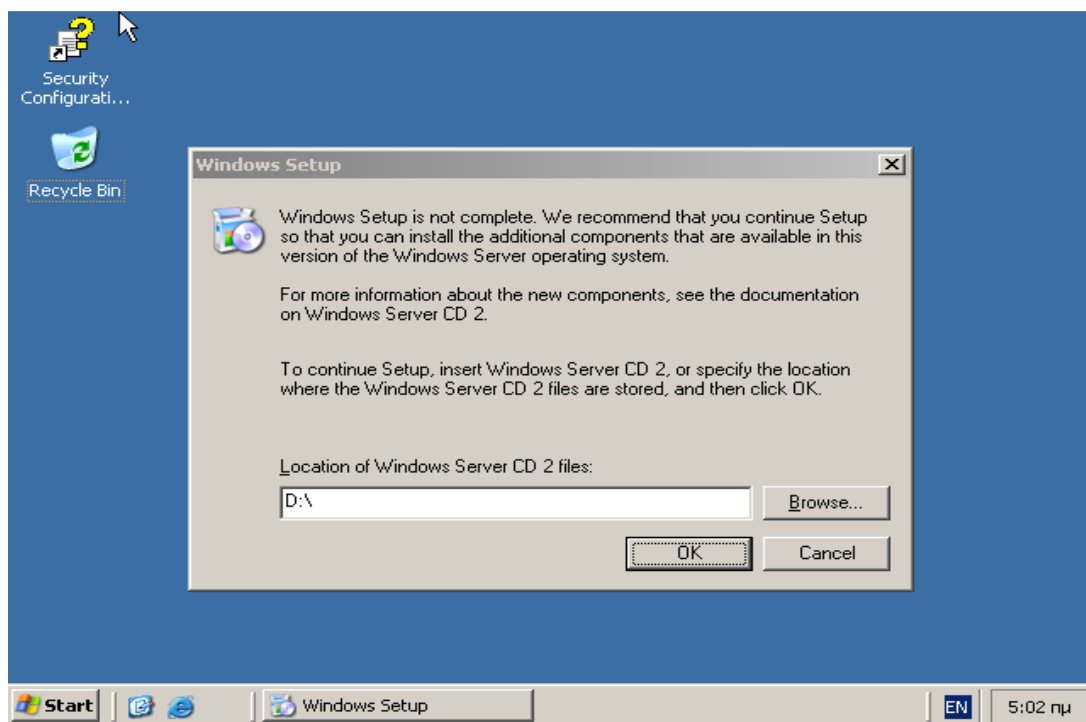 Security
Configurati...
Recycle Bin
Windows Setup
Windows Setup is not complete. We recommend that you continue Setup
so that you can install the additional components that are available in this
version of the Windows Server operating system.
For more information about the new components, see the documentation
on Windows Server CD 2.
To continue Setup, insert Windows Server CD 2, or specify the location
where the Windows Server CD 2 files are stored, and then click OK.
Location of Windows Server CD 2 files:
D:\
Browse...
OK
Cancel
Start
Windows Setup
EN
5:02 πμ